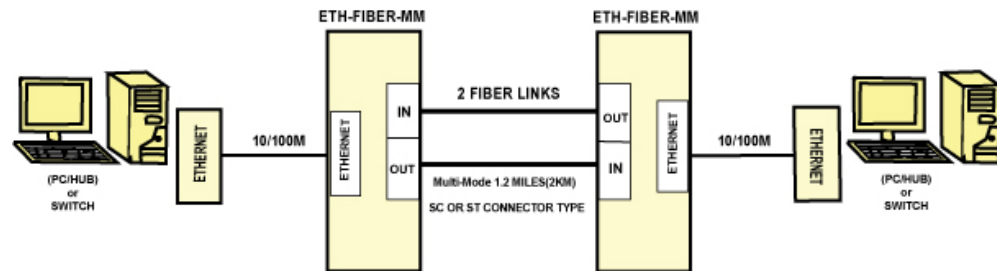 ETH-FIBER-MM
ETH-FIBER-MM
ETHERNET
10/100M
ETHERNET
IN
OUT
2 FIBER LINKS
Multi-Mode 1.2 MILES(2KM)
SC OR ST CONNECTOR TYPE
OUT
IN
ETHERNET
10/100M
ETHERNET
(PC/HUB)
or
SWITCH
(PC/HUB)
or
SWITCH